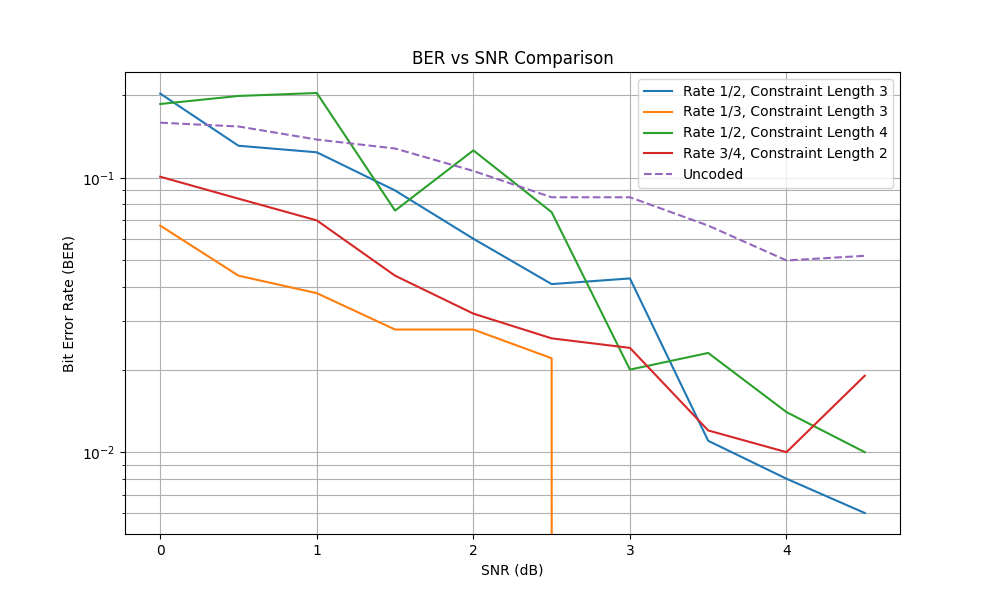 BER vs SNR Comparison
Rate 1/2, Constraint Length 3
Rate 1/3, Constraint Length 3
Rate 1/2, Constraint Length 4
Rate 3/4, Constraint Length 2
Uncoded
Bit Error Rate (BER)
10⁻¹
10⁻²
0 1 2 3 4
SNR (dB)